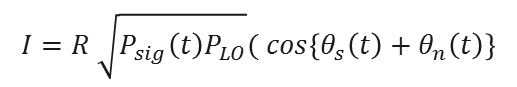 I = R √P_sig(t)P_LO ( cos{θ_s(t) + θ_n(t)}